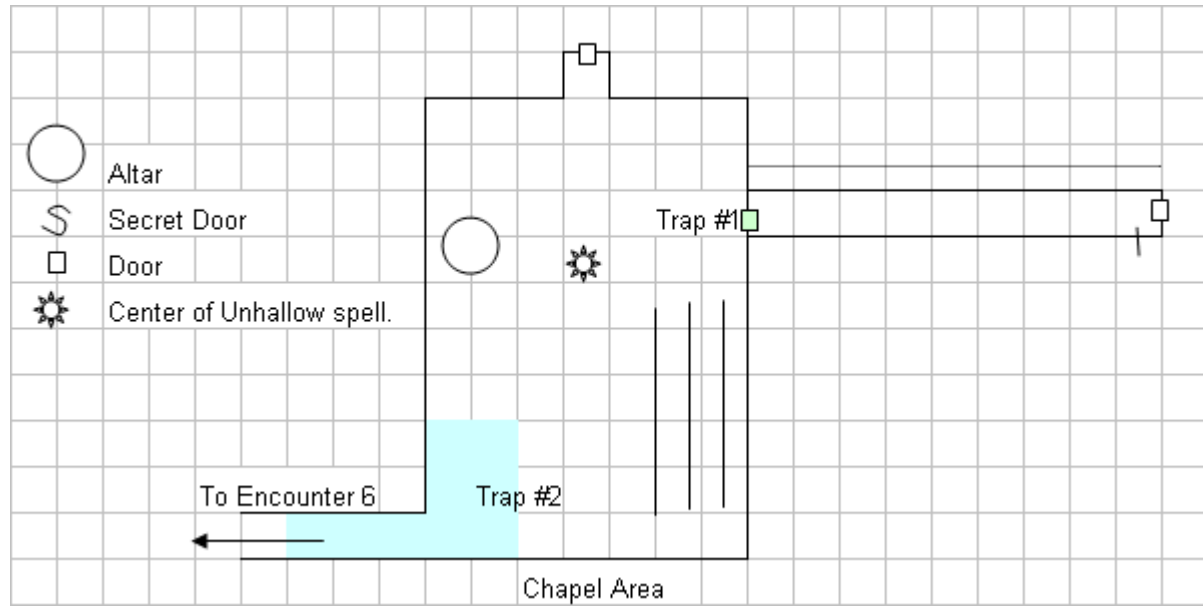 Altar
Secret Door
Trap #1
Door
Center of Unhallow spell.
To Encounter 6
Trap #2
Chapel Area